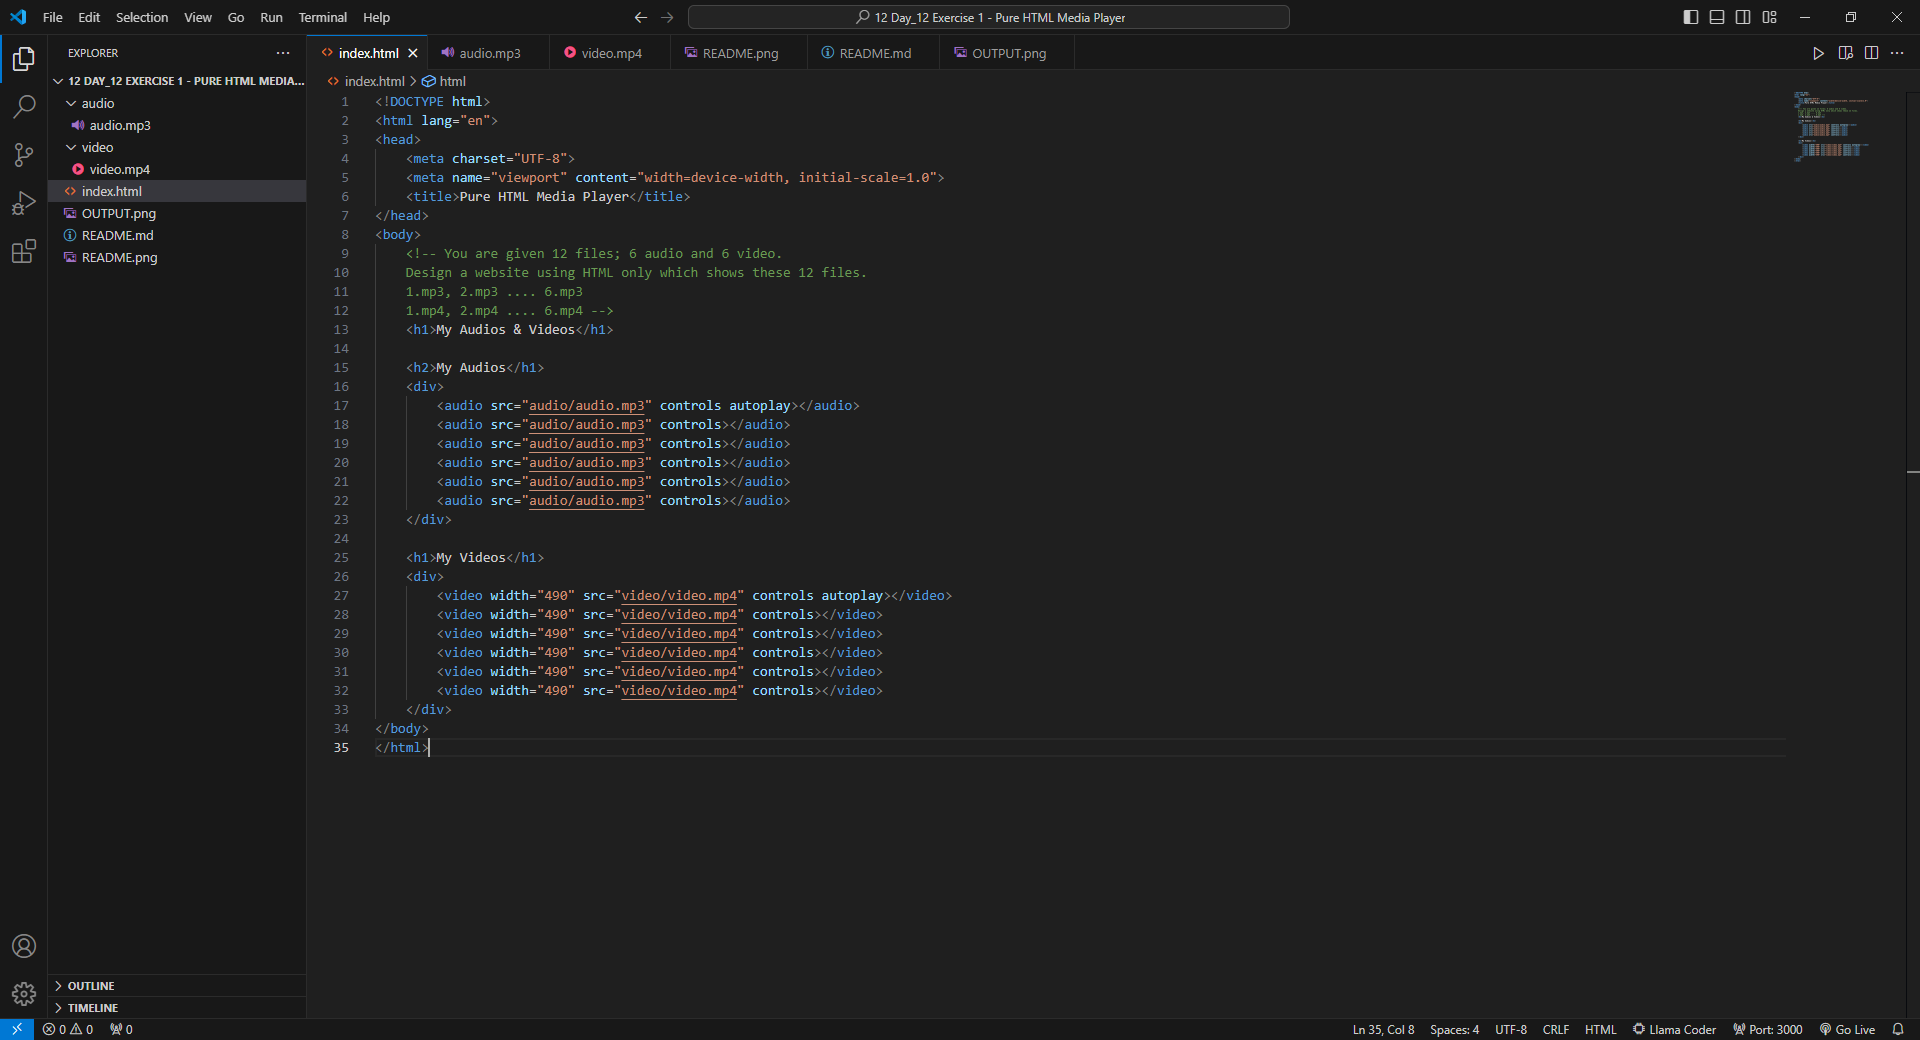 File Edit Selection View Go Run Terminal Help
12 Day_12 Exercise 1 - Pure HTML Media Player
EXPLORER
12 DAY_12 EXERCISE 1 - PURE HTML MEDIA...
audio
audio.mp3
video
video.mp4
index.html
OUTPUT.png
README.md
README.png
OUTLINE
TIMELINE
index.html audio.mp3 video.mp4 README.png README.md OUTPUT.png
index.html > html
1 <!DOCTYPE html>
2 <html lang="en">
3 <head>
4 <meta charset="UTF-8">
5 <meta name="viewport" content="width=device-width, initial-scale=1.0">
6 <title>Pure HTML Media Player</title>
7 </head>
8 <body>
9 <!-- You are given 12 files; 6 audio and 6 video.
10 Design a website using HTML only which shows these 12 files.
11 1.mp3, 2.mp3 .... 6.mp3
12 1.mp4, 2.mp4 .... 6.mp4 -->
13 <h1>My Audios & Videos</h1>
14
15 <h2>My Audios</h1>
16 <div>
17 <audio src="audio/audio.mp3" controls autoplay></audio>
18 <audio src="audio/audio.mp3" controls></audio>
19 <audio src="audio/audio.mp3" controls></audio>
20 <audio src="audio/audio.mp3" controls></audio>
21 <audio src="audio/audio.mp3" controls></audio>
22 <audio src="audio/audio.mp3" controls></audio>
23 </div>
24
25 <h1>My Videos</h1>
26 <div>
27 <video width="490" src="video/video.mp4" controls autoplay></video>
28 <video width="490" src="video/video.mp4" controls></video>
29 <video width="490" src="video/video.mp4" controls></video>
30 <video width="490" src="video/video.mp4" controls></video>
31 <video width="490" src="video/video.mp4" controls></video>
32 <video width="490" src="video/video.mp4" controls></video>
33 </div>
34 </body>
35 </html>
0 0 0 Ln 35, Col 8 Spaces: 4 UTF-8 CRLF HTML Llama Coder Port: 3000 Go Live